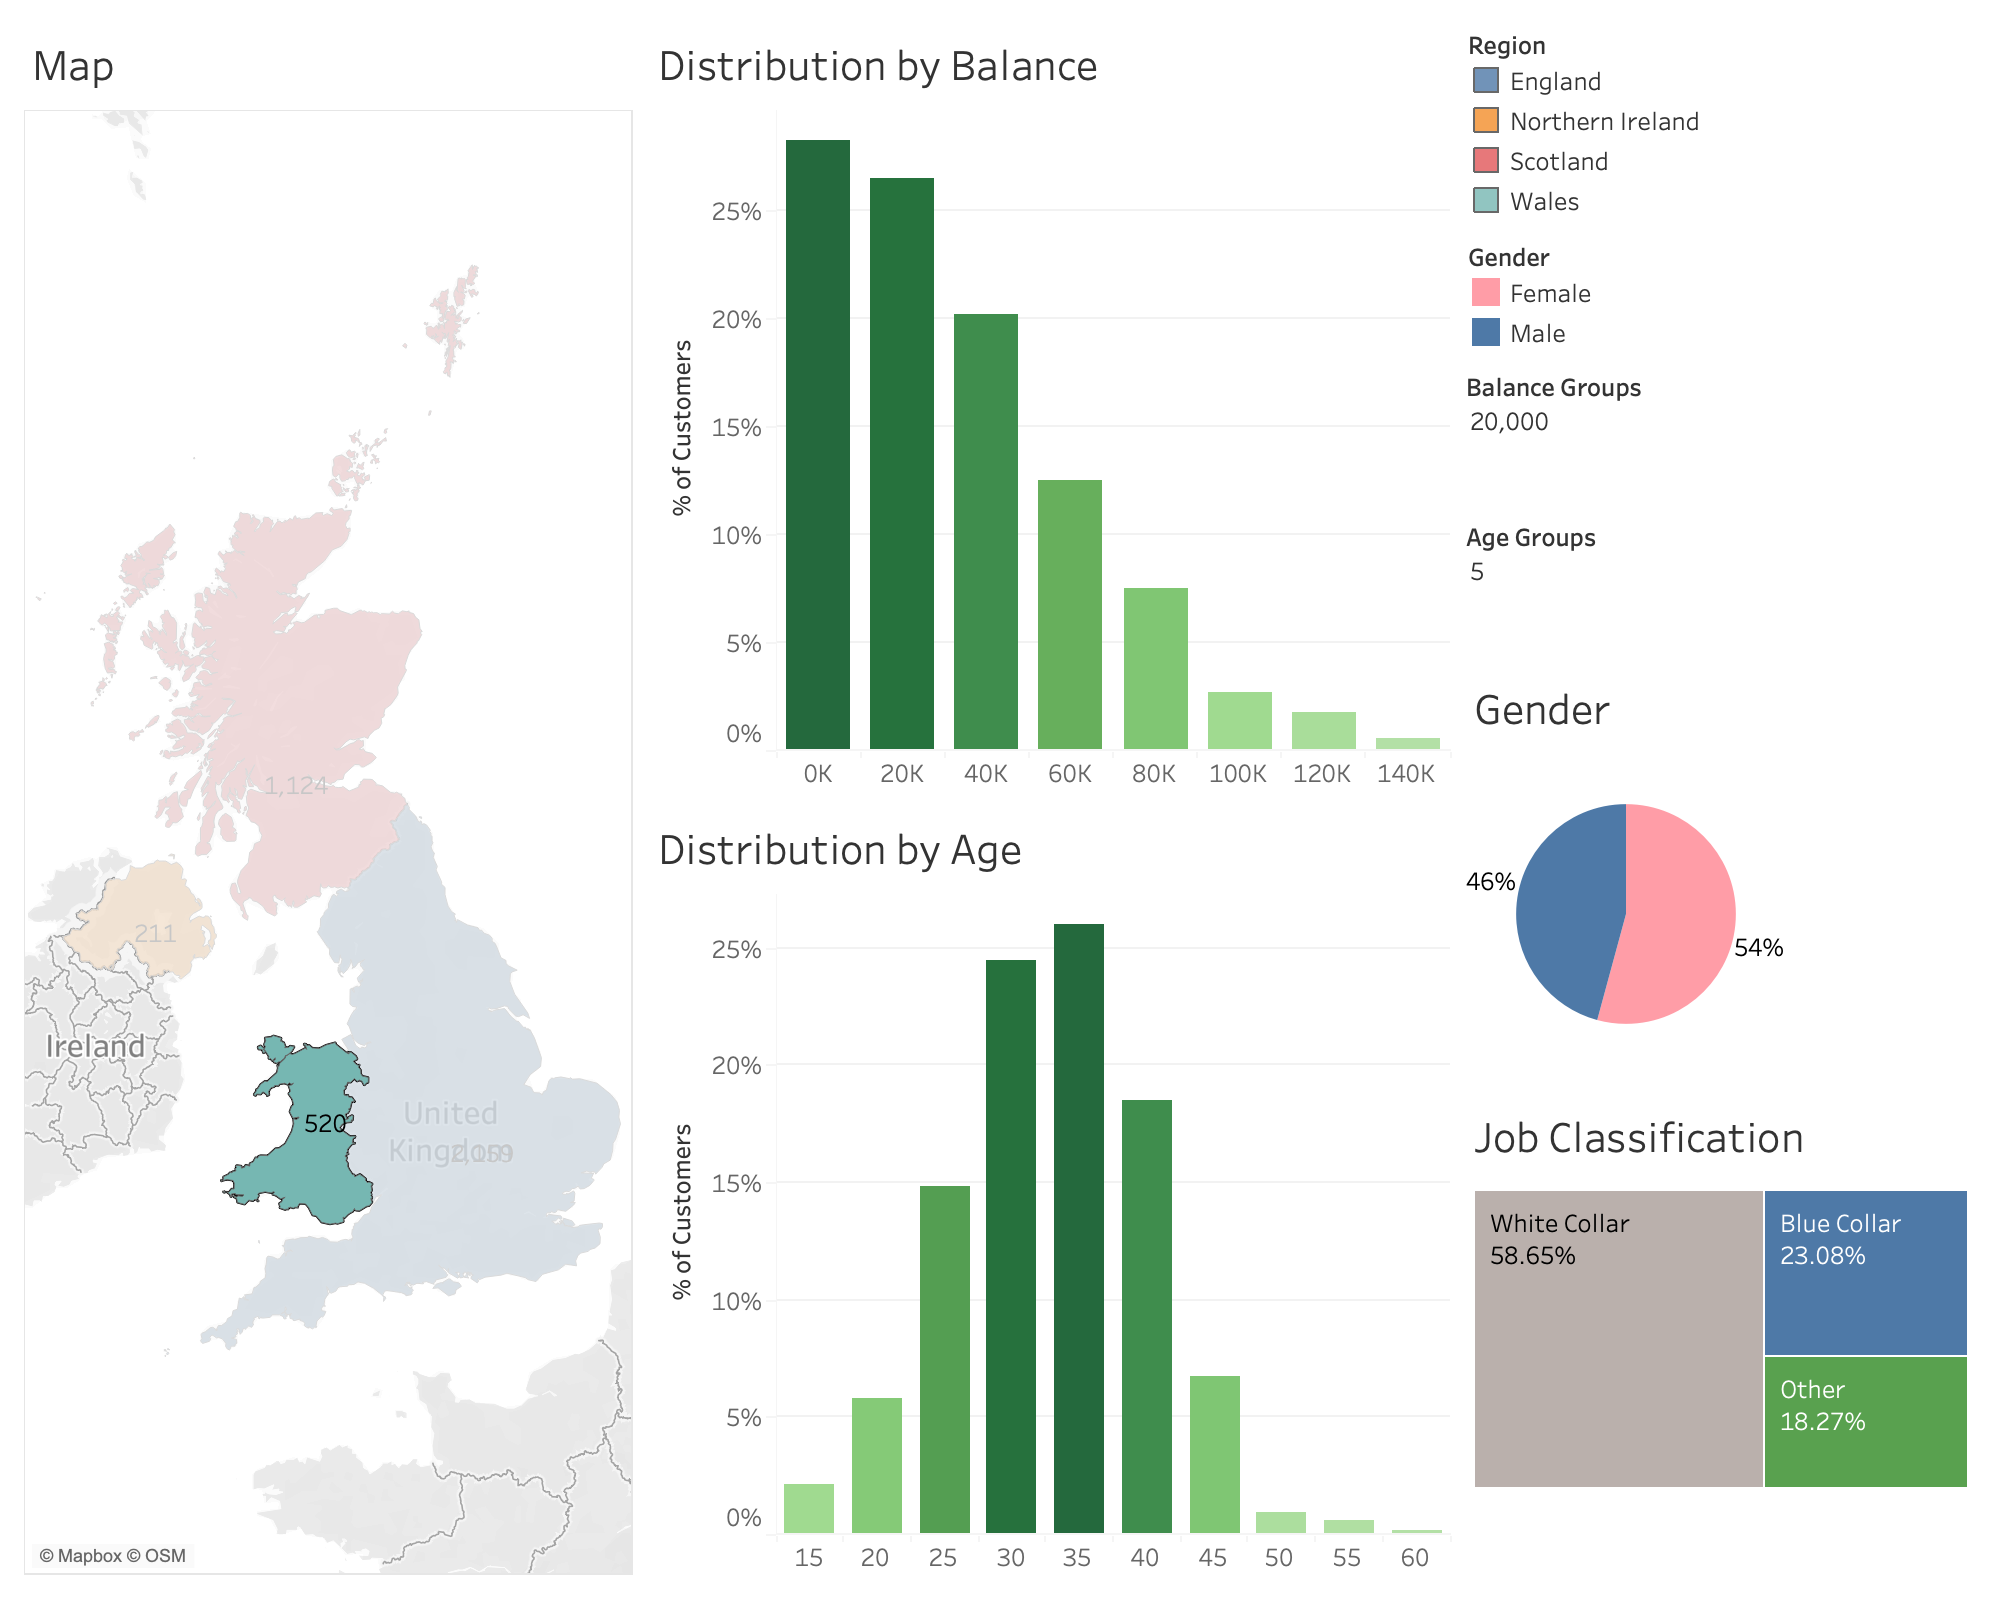 Map
1,124
211
Ireland
520
United
Kingdom
2,159
© Mapbox © OSM
Distribution by Balance
% of Customers
25%
20%
15%
10%
5%
0%
0K 20K 40K 60K 80K 100K 120K 140K
Distribution by Age
% of Customers
25%
20%
15%
10%
5%
0%
15 20 25 30 35 40 45 50 55 60
Region
England
Northern Ireland
Scotland
Wales
Gender
Female
Male
Balance Groups
20,000
Age Groups
5
Gender
46%
54%
Job Classification
White Collar
58.65%
Blue Collar
23.08%
Other
18.27%